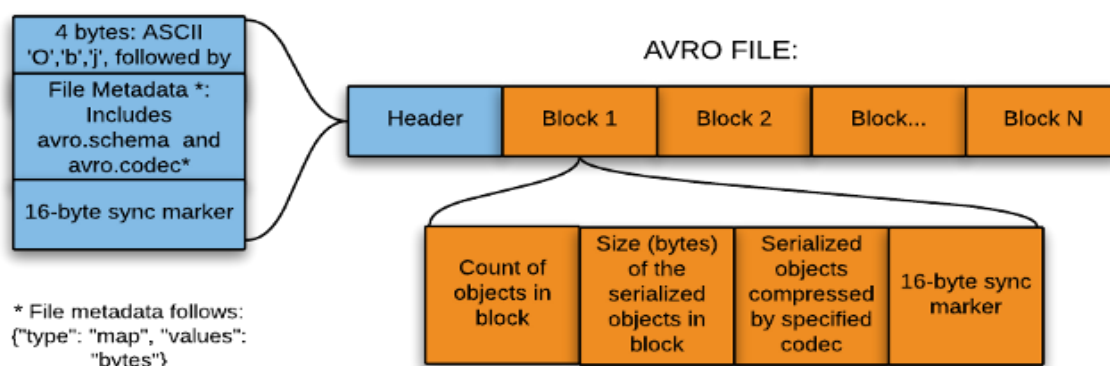 4 bytes: ASCII
'O','b','j', followed by
File Metadata *:
Includes
avro.schema and
avro.codec*
16-byte sync marker
* File metadata follows:
{"type": "map", "values":
"bytes"}
AVRO FILE:
Header
Block 1
Block 2
Block...
Block N
Count of
objects in
block
Size (bytes)
of the
serialized
objects in
block
Serialized
objects
compressed
by specified
codec
16-byte sync
marker